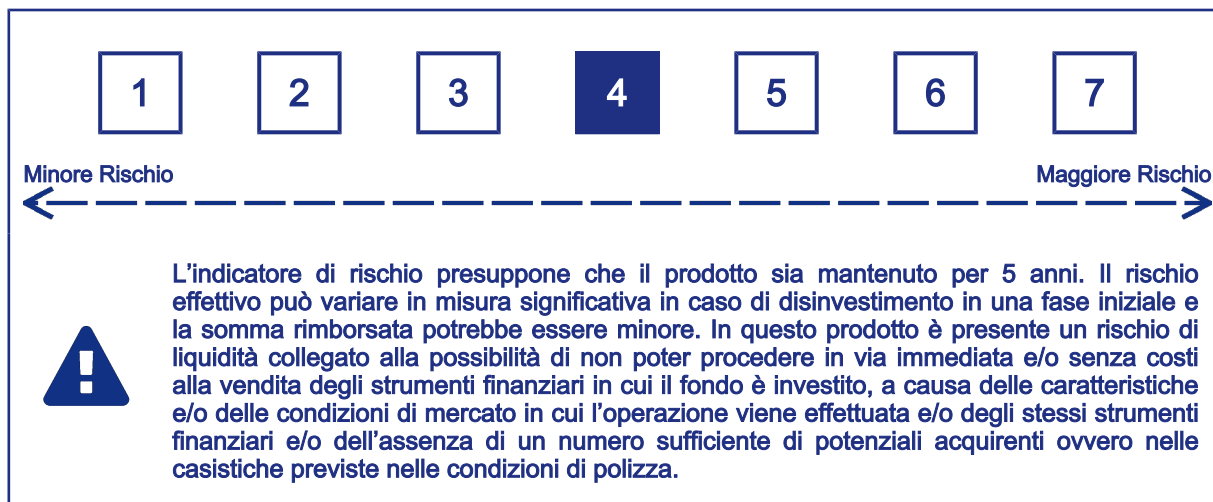 1 2 3 4 5 6 7
Minore Rischio Maggiore Rischio
L'indicatore di rischio presuppone che il prodotto sia mantenuto per 5 anni. Il rischio
effettivo può variare in misura significativa in caso di disinvestimento in una fase iniziale e
la somma rimborsata potrebbe essere minore. In questo prodotto è presente un rischio di
liquidità collegato alla possibilità di non poter procedere in via immediata e/o senza costi
alla vendita degli strumenti finanziari in cui il fondo è investito, a causa delle caratteristiche
e/o delle condizioni di mercato in cui l'operazione viene effettuata e/o degli stessi strumenti
finanziari e/o dell'assenza di un numero sufficiente di potenziali acquirenti ovvero nelle
casistiche previste nelle condizioni di polizza.